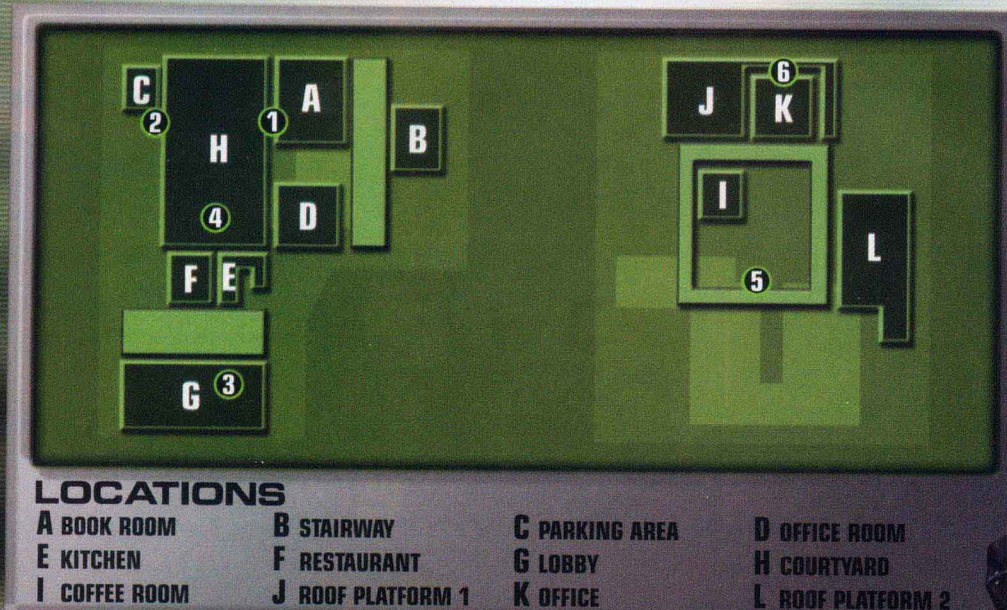 C
A
J
6
K
2
1
B
H
I
4
D
L
F
E
5
G
3
LOCATIONS
A BOOK ROOM B STAIRWAY C PARKING AREA D OFFICE ROOM
E KITCHEN F RESTAURANT G LOBBY H COURTYARD
I COFFEE ROOM J ROOF PLATFORM 1 K OFFICE L ROOF PLATFORM 2